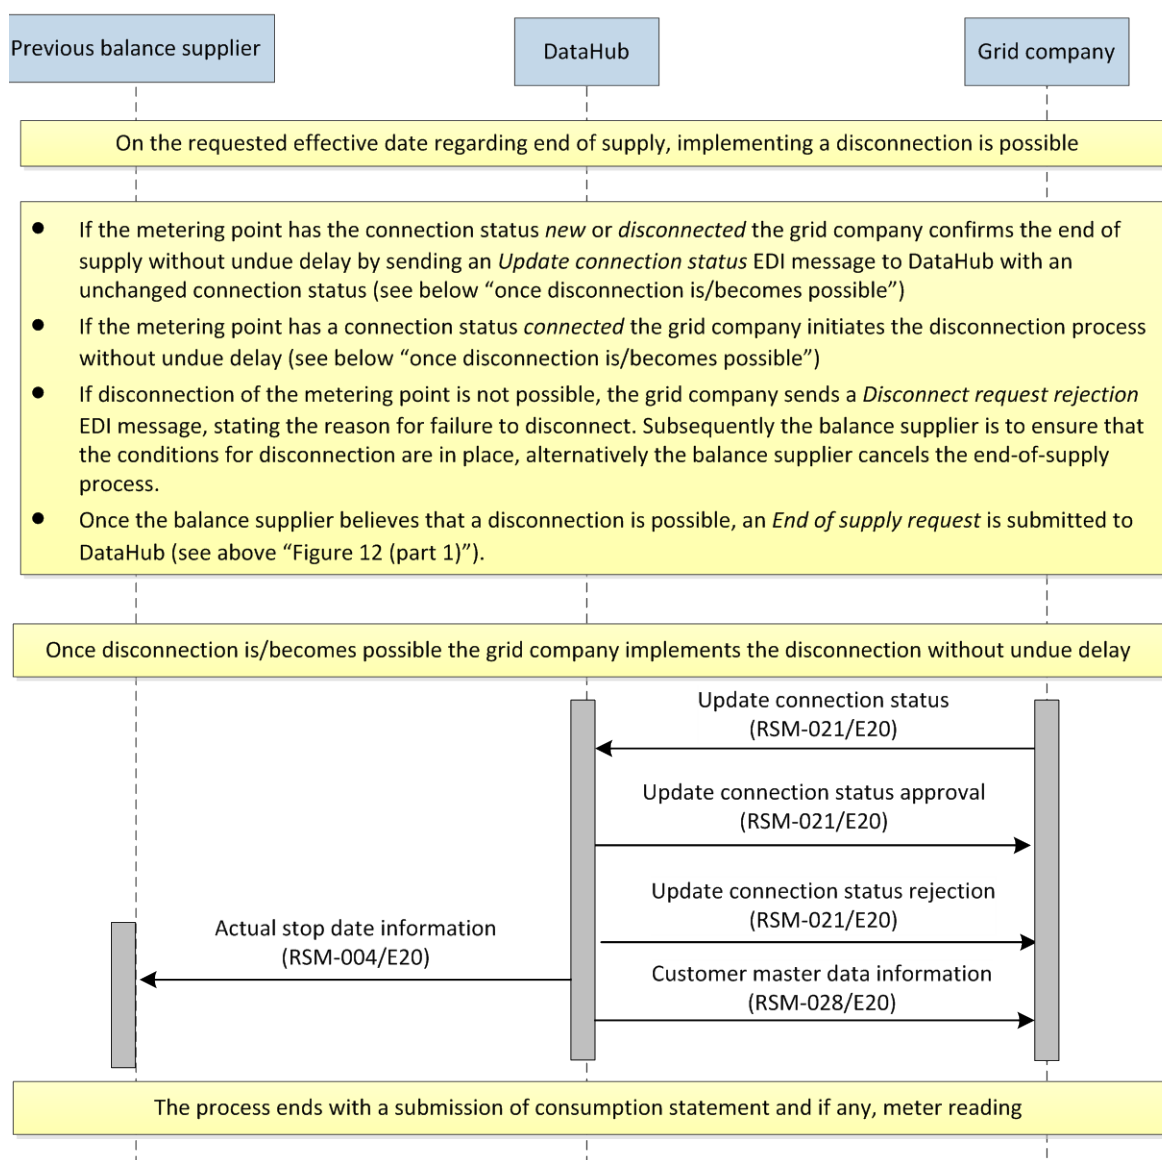 Previous balance supplier
DataHub
Grid company
On the requested effective date regarding end of supply, implementing a disconnection is possible
● If the metering point has the connection status new or disconnected the grid company confirms the end of
supply without undue delay by sending an Update connection status EDI message to DataHub with an
unchanged connection status (see below “once disconnection is/becomes possible”)
● If the metering point has a connection status connected the grid company initiates the disconnection process
without undue delay (see below “once disconnection is/becomes possible”)
● If disconnection of the metering point is not possible, the grid company sends a Disconnect request rejection
EDI message, stating the reason for failure to disconnect. Subsequently the balance supplier is to ensure that
the conditions for disconnection are in place, alternatively the balance supplier cancels the end-of-supply
process.
● Once the balance supplier believes that a disconnection is possible, an End of supply request is submitted to
DataHub (see above “Figure 12 (part 1)”).
Once disconnection is/becomes possible the grid company implements the disconnection without undue delay
Update connection status
(RSM-021/E20)
Update connection status approval
(RSM-021/E20)
Update connection status rejection
(RSM-021/E20)
Actual stop date information
(RSM-004/E20)
Customer master data information
(RSM-028/E20)
The process ends with a submission of consumption statement and if any, meter reading